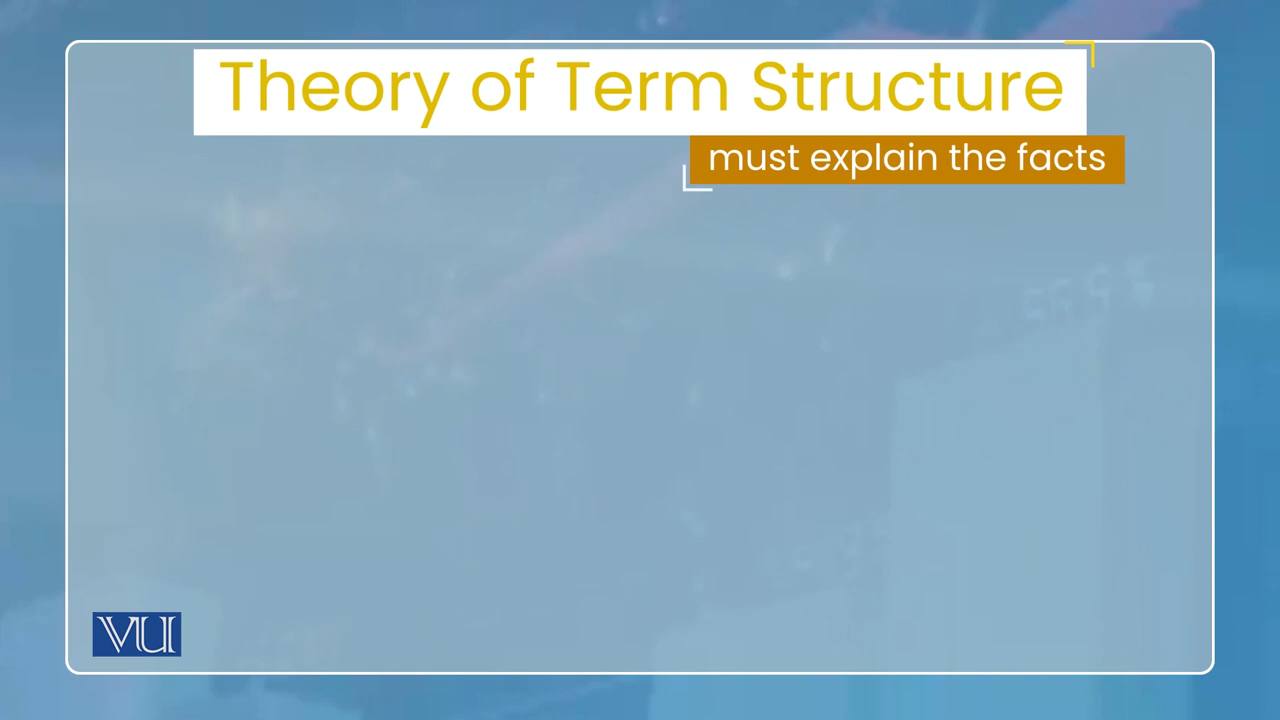 Theory of Term Structure
must explain the facts
VU